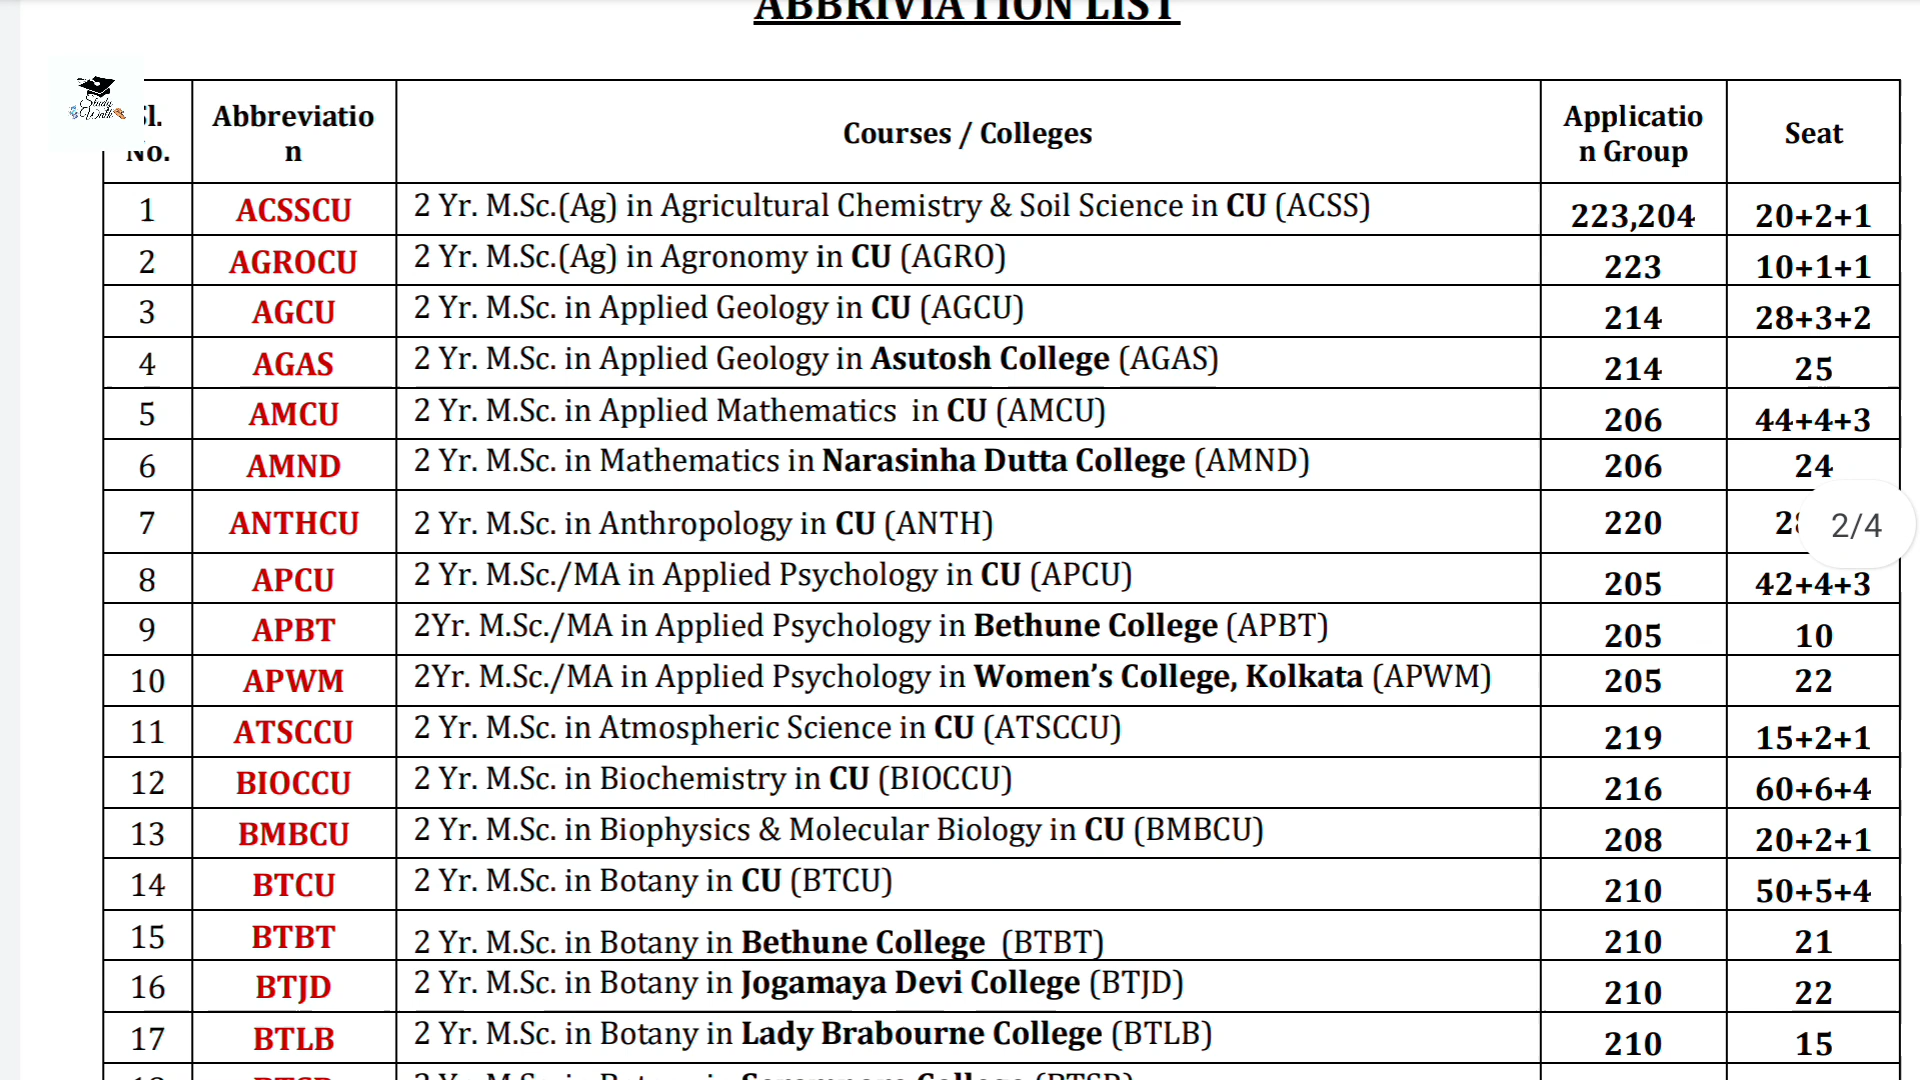 ABBRIVIATION LIST
Study
Walk
Sl. No. Abbreviation Courses / Colleges Application Group Seat
1 ACSSCU 2 Yr. M.Sc.(Ag) in Agricultural Chemistry & Soil Science in CU (ACSS) 223,204 20+2+1
2 AGROCU 2 Yr. M.Sc.(Ag) in Agronomy in CU (AGRO) 223 10+1+1
3 AGCU 2 Yr. M.Sc. in Applied Geology in CU (AGCU) 214 28+3+2
4 AGAS 2 Yr. M.Sc. in Applied Geology in Asutosh College (AGAS) 214 25
5 AMCU 2 Yr. M.Sc. in Applied Mathematics in CU (AMCU) 206 44+4+3
6 AMND 2 Yr. M.Sc. in Mathematics in Narasinha Dutta College (AMND) 206 24
7 ANTHCU 2 Yr. M.Sc. in Anthropology in CU (ANTH) 220
2/4
8 APCU 2 Yr. M.Sc./MA in Applied Psychology in CU (APCU) 205 42+4+3
9 APBT 2Yr. M.Sc./MA in Applied Psychology in Bethune College (APBT) 205 10
10 APWM 2Yr. M.Sc./MA in Applied Psychology in Women’s College, Kolkata (APWM) 205 22
11 ATSCCU 2 Yr. M.Sc. in Atmospheric Science in CU (ATSCCU) 219 15+2+1
12 BIOCCU 2 Yr. M.Sc. in Biochemistry in CU (BIOCCU) 216 60+6+4
13 BMBCU 2 Yr. M.Sc. in Biophysics & Molecular Biology in CU (BMBCU) 208 20+2+1
14 BTCU 2 Yr. M.Sc. in Botany in CU (BTCU) 210 50+5+4
15 BTBT 2 Yr. M.Sc. in Botany in Bethune College (BTBT) 210 21
16 BTJD 2 Yr. M.Sc. in Botany in Jogamaya Devi College (BTJD) 210 22
17 BTLB 2 Yr. M.Sc. in Botany in Lady Brabourne College (BTLB) 210 15